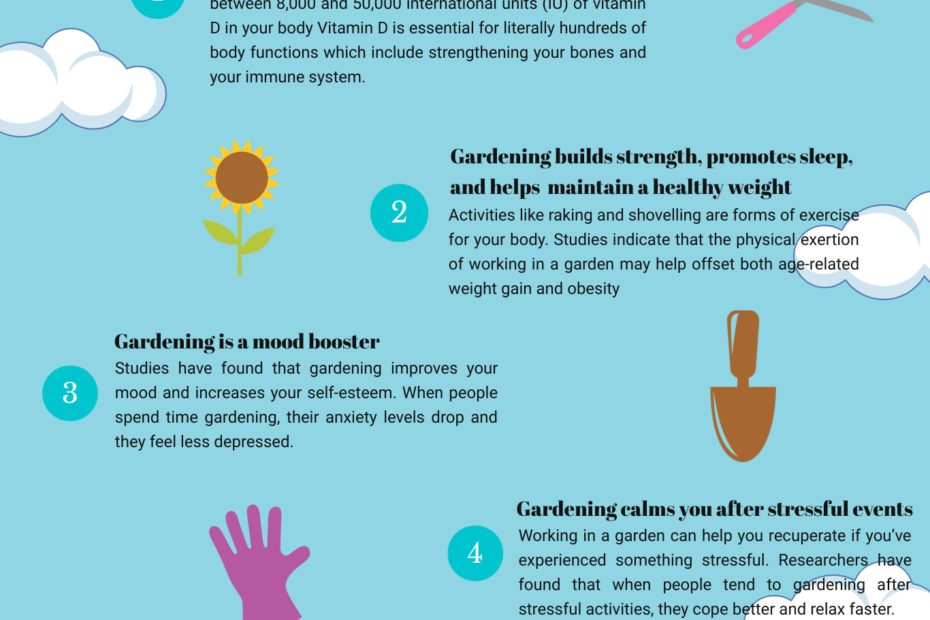 between 8,000 and 50,000 international units (IU) of vitamin
D in your body Vitamin D is essential for literally hundreds of
body functions which include strengthening your bones and
your immune system.
Gardening builds strength, promotes sleep,
and helps maintain a healthy weight
2
Activities like raking and shovelling are forms of exercise
for your body. Studies indicate that the physical exertion
of working in a garden may help offset both age-related
weight gain and obesity
Gardening is a mood booster
3
Studies have found that gardening improves your
mood and increases your self-esteem. When people
spend time gardening, their anxiety levels drop and
they feel less depressed.
Gardening calms you after stressful events
4
Working in a garden can help you recuperate if you've
experienced something stressful. Researchers have
found that when people tend to gardening after
stressful activities, they cope better and relax faster.